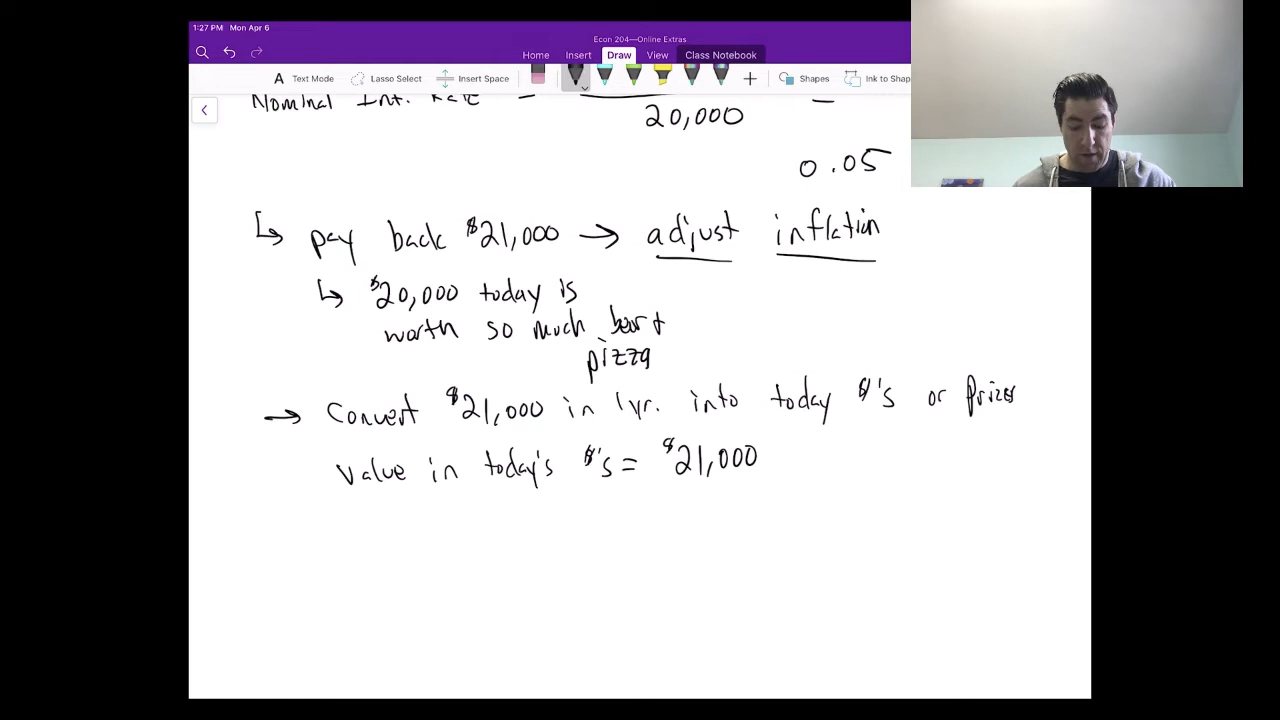 1:27 PM Mon Apr 6
Econ 204—Online Extras
Home Insert Draw View Class Notebook
A Text Mode Lasso Select Insert Space Shapes Ink to Shap
Nominal Int. Rate = =
20,000
0.05
↳ pay back $21,000 → adjust inflation
↳ $20,000 today is
worth so much beer +
pizza
→ Convert $21,000 in 1yr. into today $'s or prices
Value in today's $'s = $21,000